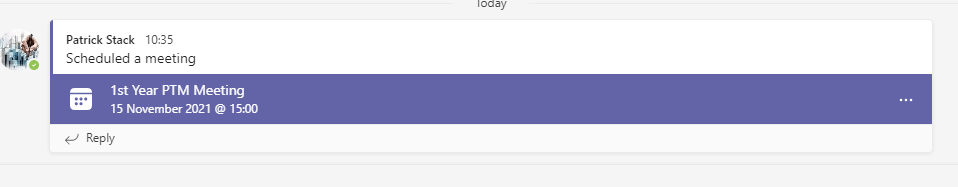 Today
Patrick Stack 10:35
Scheduled a meeting
1st Year PTM Meeting
15 November 2021 @ 15:00
Reply